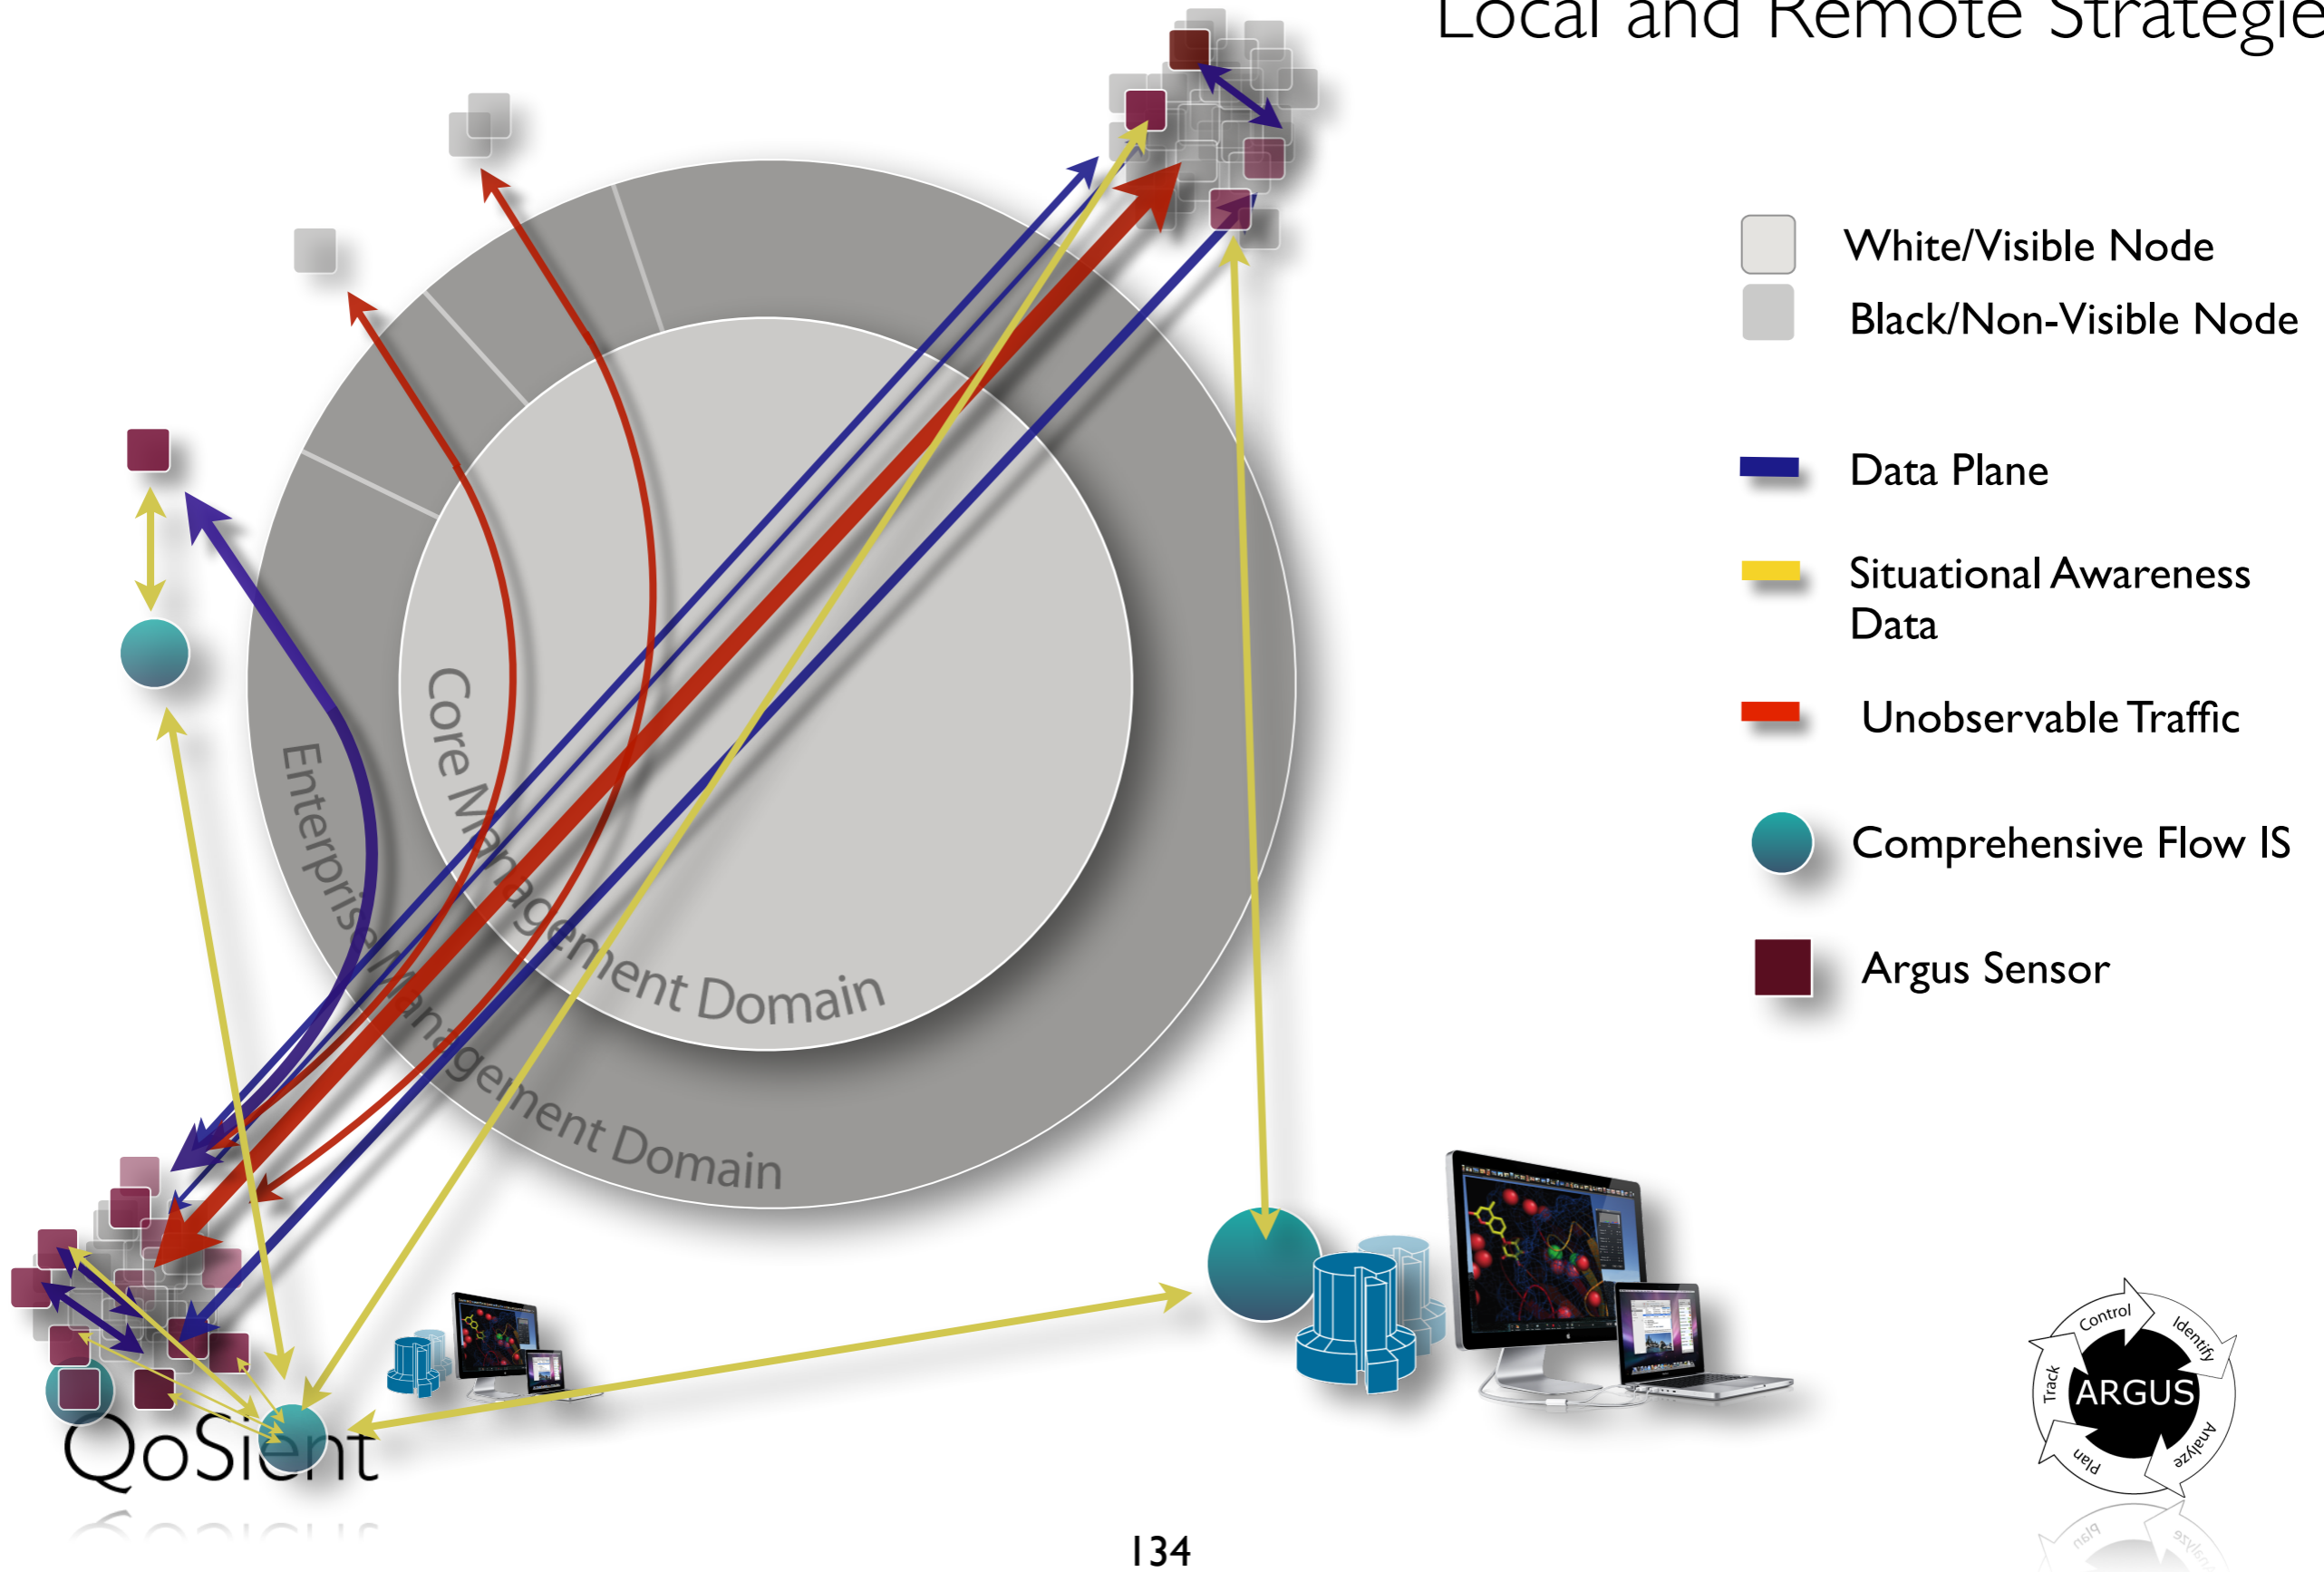 Local and Remote Strategie
White/Visible Node
Black/Non-Visible Node
Data Plane
Situational Awareness
Data
Unobservable Traffic
Comprehensive Flow IS
Argus Sensor
Core Management Domain
Enterprise Management Domain
Control
Identify
Analyze
Plan
Track
ARGUS
QoSient
134